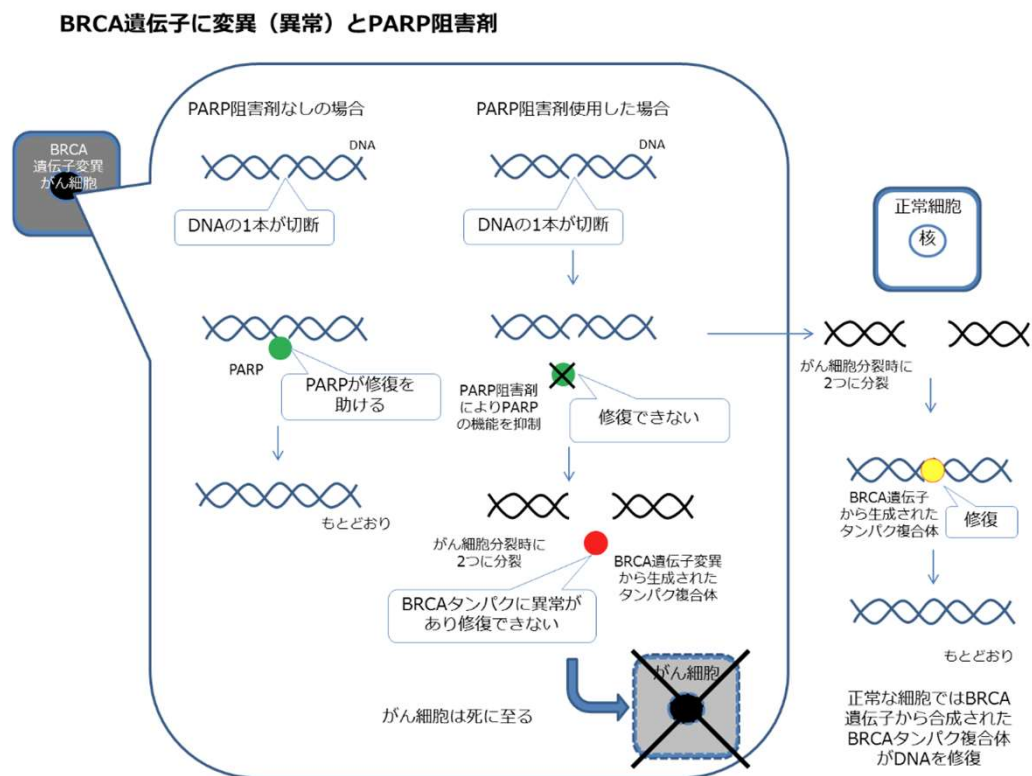 BRCA遺伝子に変異（異常）とPARP阻害剤
BRCA
遺伝子変異
がん細胞
PARP阻害剤なしの場合
DNA
DNAの1本が切断
PARP
PARPが修復を
助ける
もとどおり
PARP阻害剤使用した場合
DNA
DNAの1本が切断
PARP阻害剤
によりPARP
の機能を抑制
修復できない
がん細胞分裂時に
2つに分裂
BRCA遺伝子変異
から生成された
タンパク複合体
BRCAタンパクに異常が
あり修復できない
がん細胞は死に至る
がん細胞
正常細胞
核
がん細胞分裂時に
2つに分裂
BRCA遺伝子
から生成された
タンパク複合体
修復
もとどおり
正常な細胞ではBRCA
遺伝子から合成された
BRCAタンパク複合体
がDNAを修復